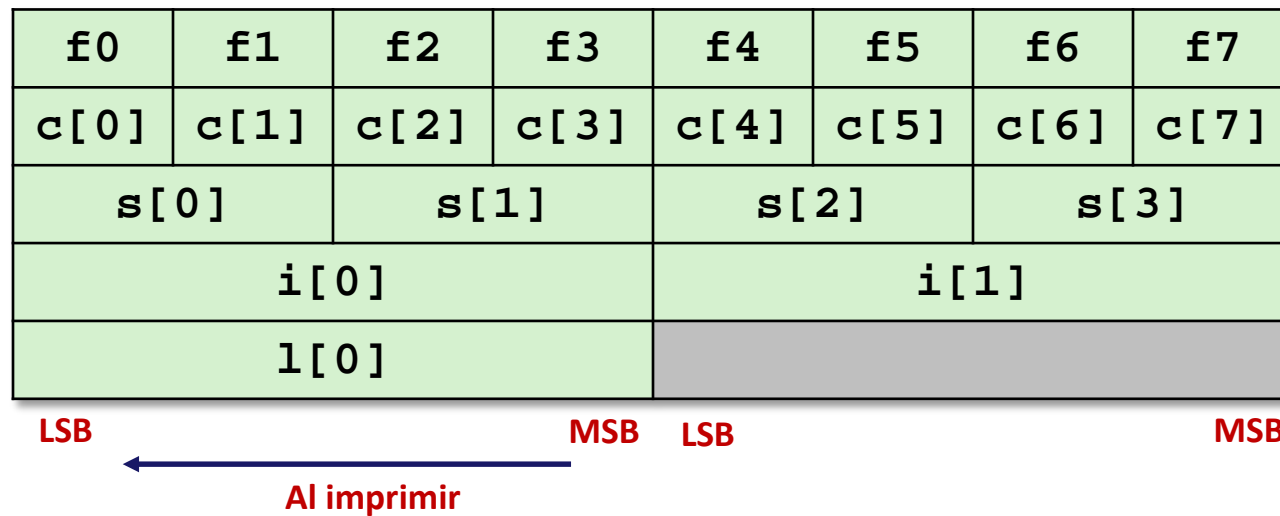 f0 f1 f2 f3 f4 f5 f6 f7
c[0] c[1] c[2] c[3] c[4] c[5] c[6] c[7]
s[0] s[1] s[2] s[3]
i[0] i[1]
l[0]
LSB MSB LSB MSB
Al imprimir